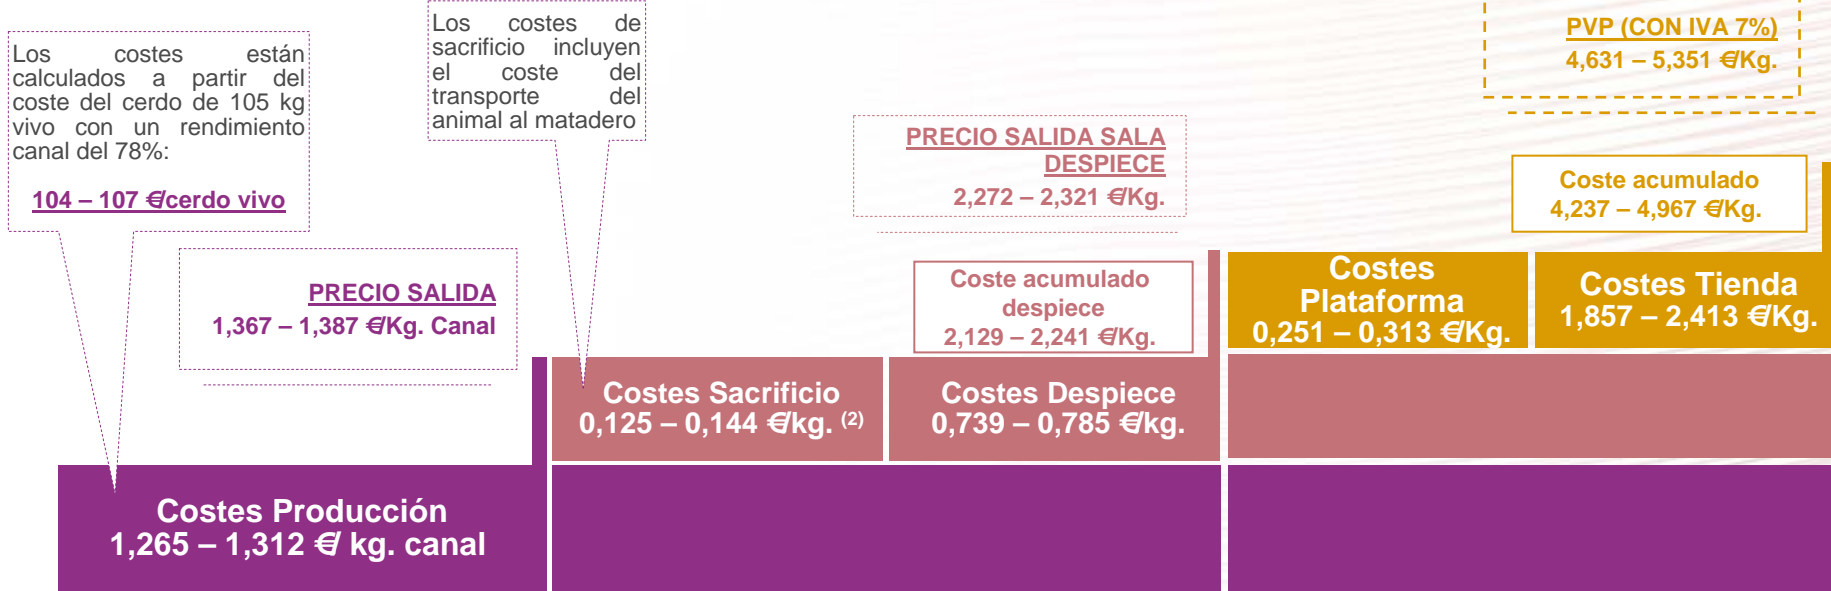 Los costes están
calculados a partir del
coste del cerdo de 105 kg
vivo con un rendimiento
canal del 78%:
104 – 107 €/cerdo vivo
Los costes de
sacrificio incluyen
el coste del
transporte del
animal al matadero
PRECIO SALIDA
1,367 – 1,387 €/Kg. Canal
PRECIO SALIDA SALA
DESPIECE
2,272 – 2,321 €/Kg.
Coste acumulado
despiece
2,129 – 2,241 €/Kg.
PVP (CON IVA 7%)
4,631 – 5,351 €/Kg.
Coste acumulado
4,237 – 4,967 €/Kg.
Costes
Plataforma
0,251 – 0,313 €/Kg.
Costes Tienda
1,857 – 2,413 €/Kg.
Costes Sacrificio
0,125 – 0,144 €/kg. (2)
Costes Despiece
0,739 – 0,785 €/kg.
Costes Producción
1,265 – 1,312 €/ kg. canal